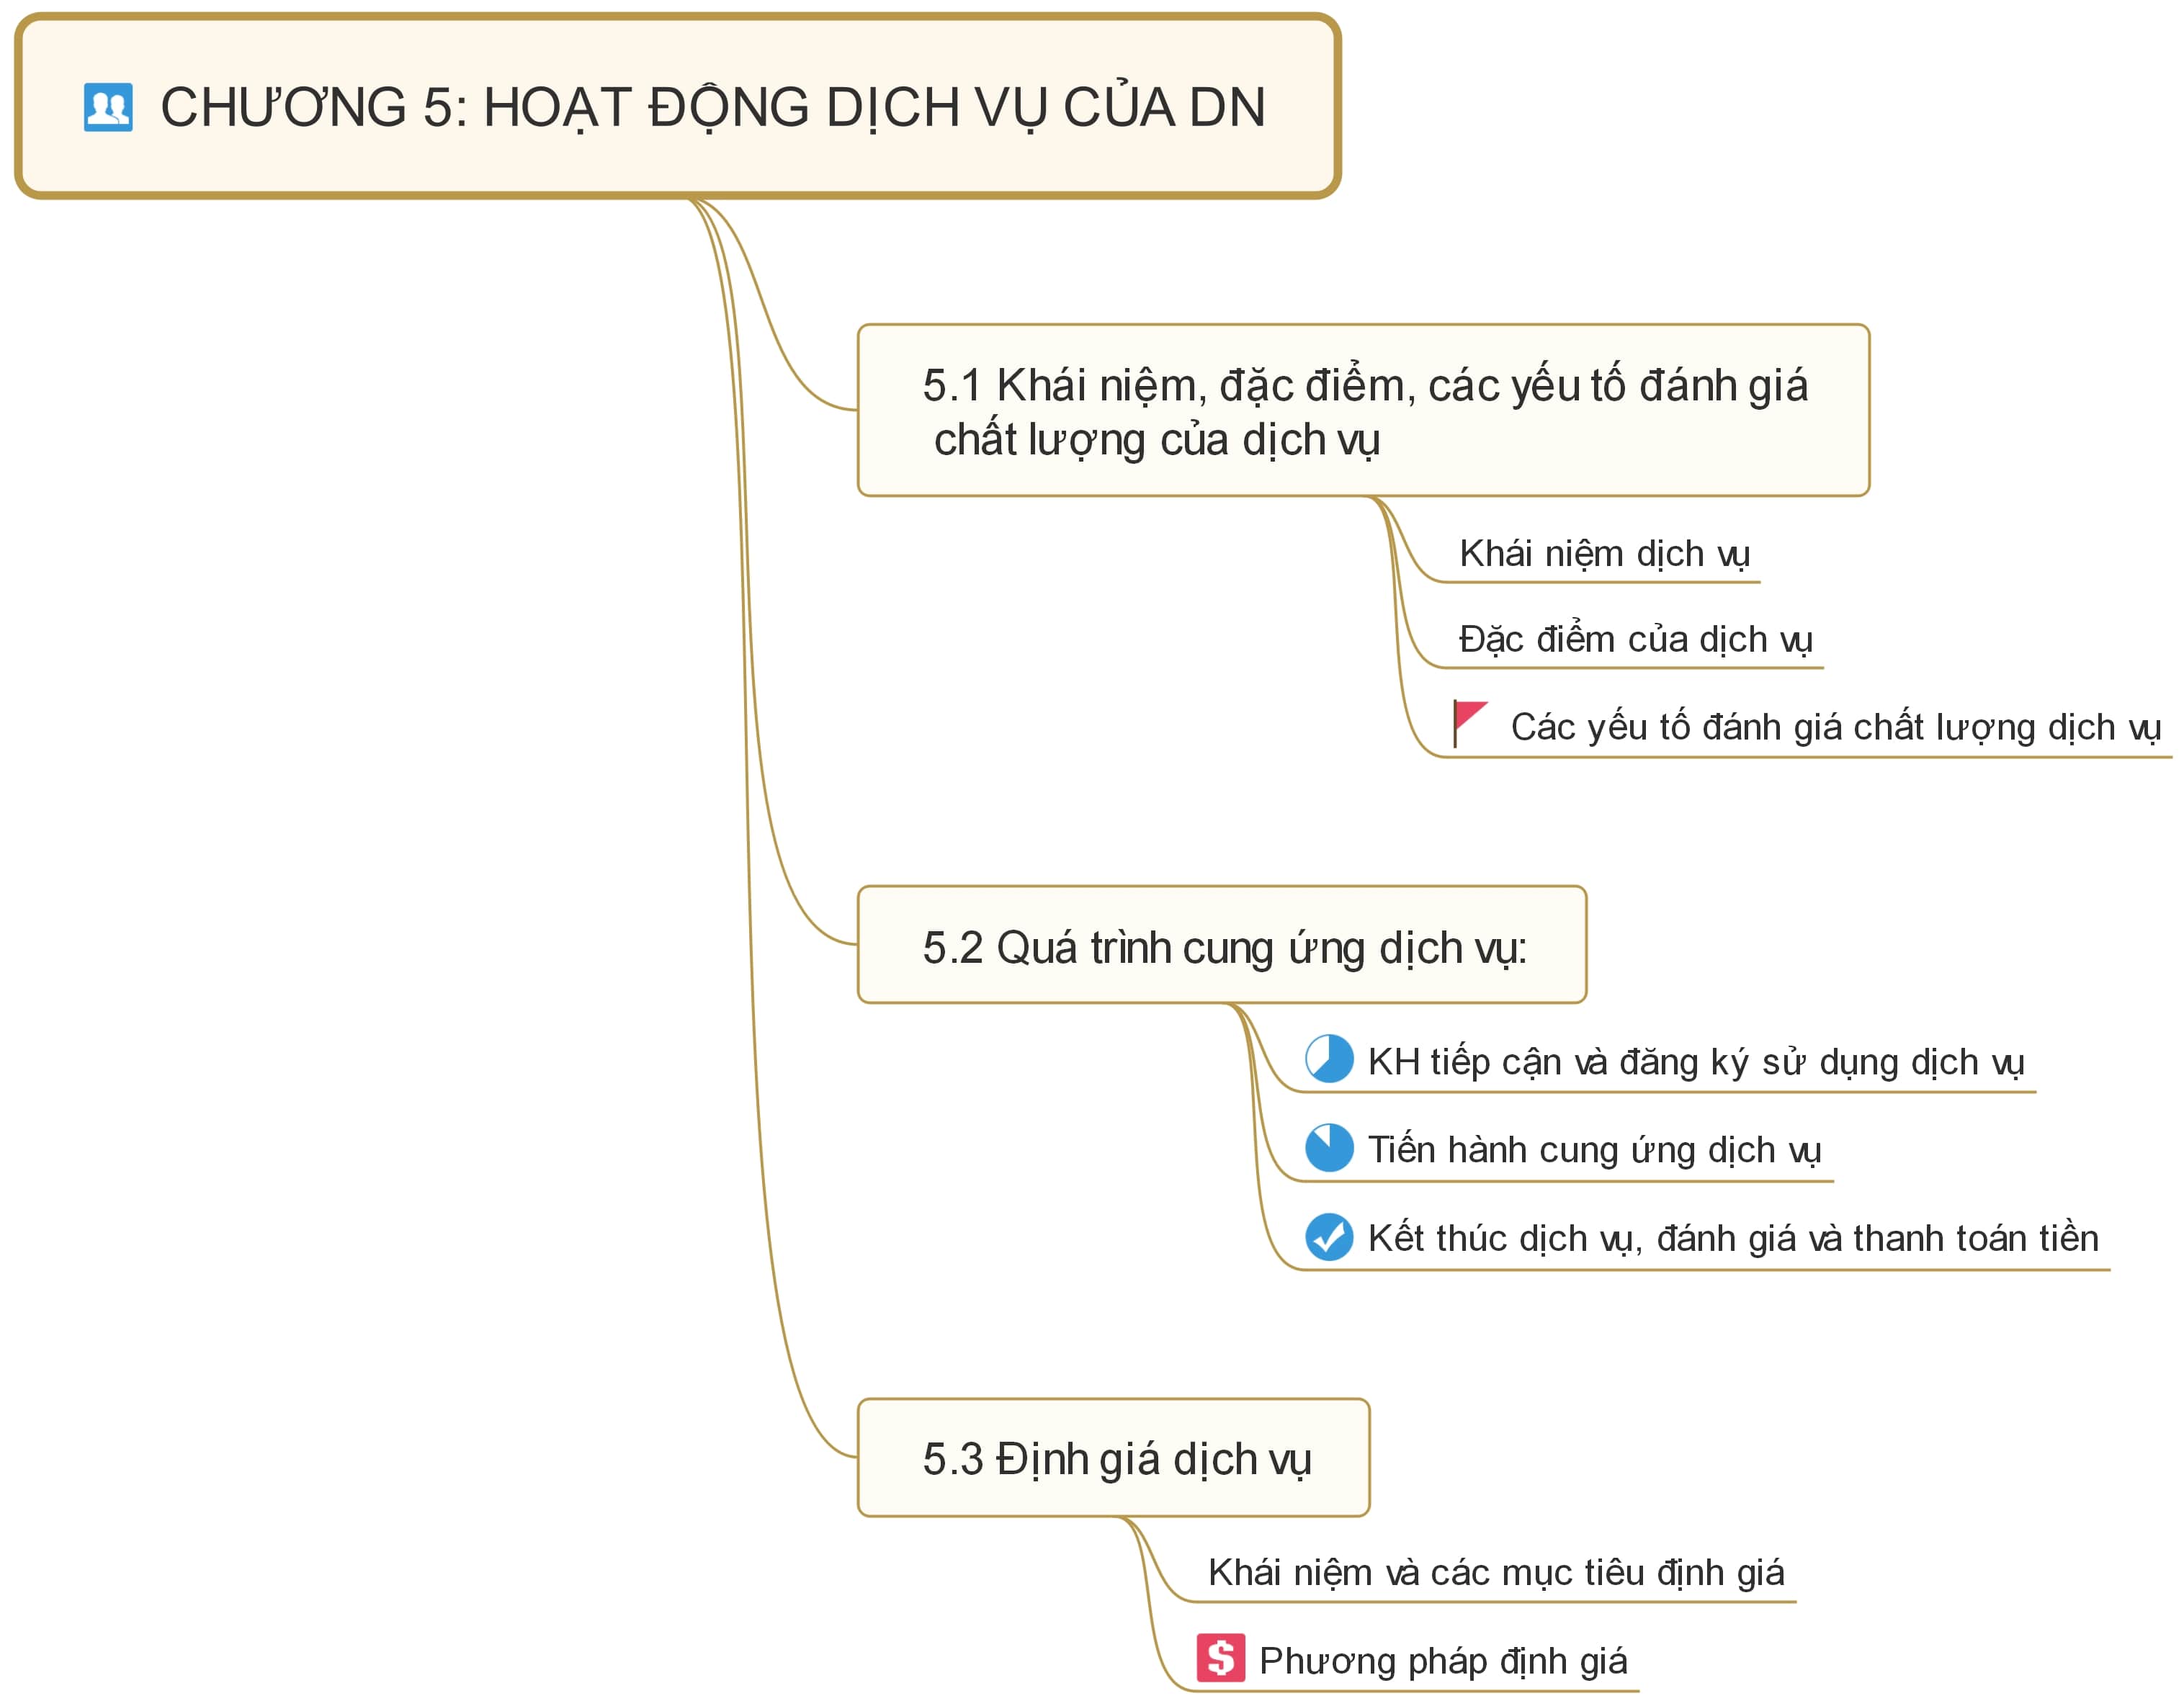 CHƯƠNG 5: HOẠT ĐỘNG DỊCH VỤ CỦA DN
5.1 Khái niệm, đặc điểm, các yếu tố đánh giá
chất lượng của dịch vụ
Khái niệm dịch vụ
Đặc điểm của dịch vụ
Các yếu tố đánh giá chất lượng dịch vụ
5.2 Quá trình cung ứng dịch vụ:
KH tiếp cận và đăng ký sử dụng dịch vụ
Tiến hành cung ứng dịch vụ
Kết thúc dịch vụ, đánh giá và thanh toán tiền
5.3 Định giá dịch vụ
Khái niệm và các mục tiêu định giá
Phương pháp định giá